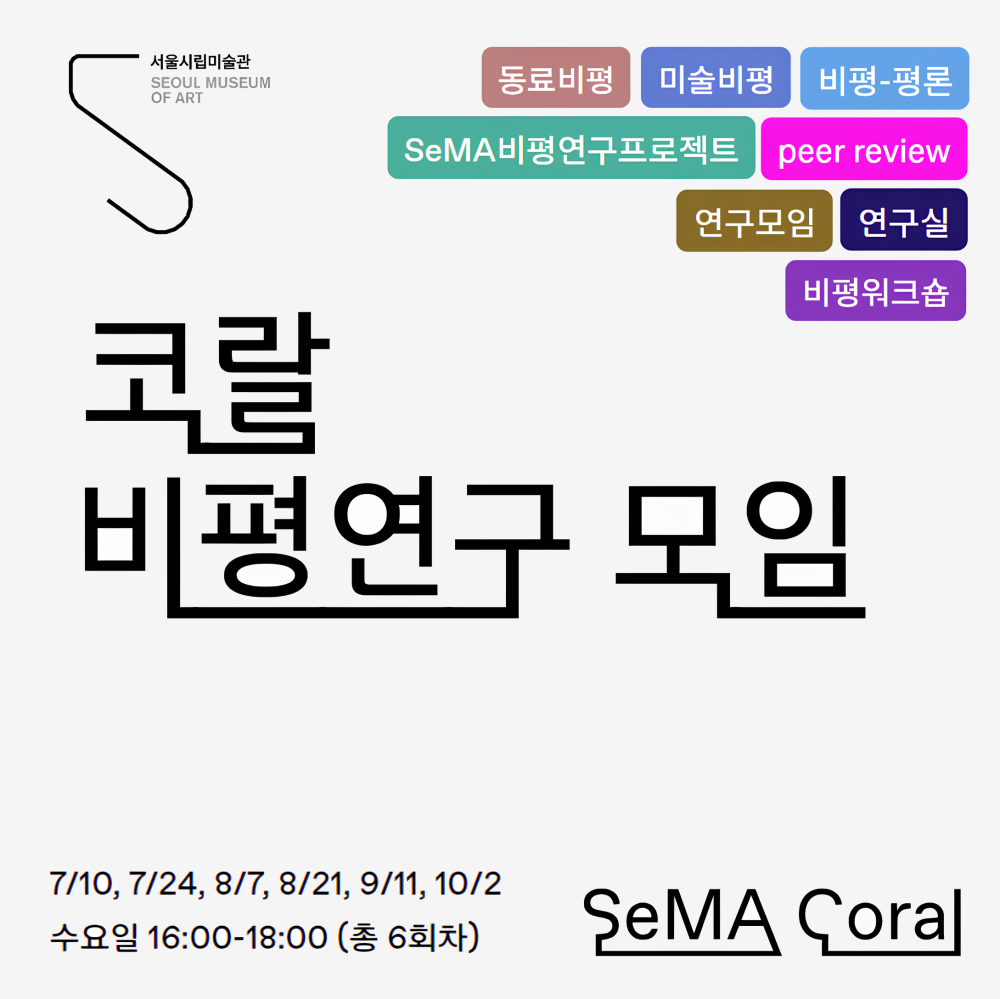 서울시립미술관
SEOUL MUSEUM
OF ART
동료비평 미술비평 비평-평론
SeMA비평연구프로젝트 peer review
연구모임 연구실
비평워크숍
코랄
비평연구 모임
7/10, 7/24, 8/7, 8/21, 9/11, 10/2
수요일 16:00-18:00 (총 6회차)
SeMA Coral